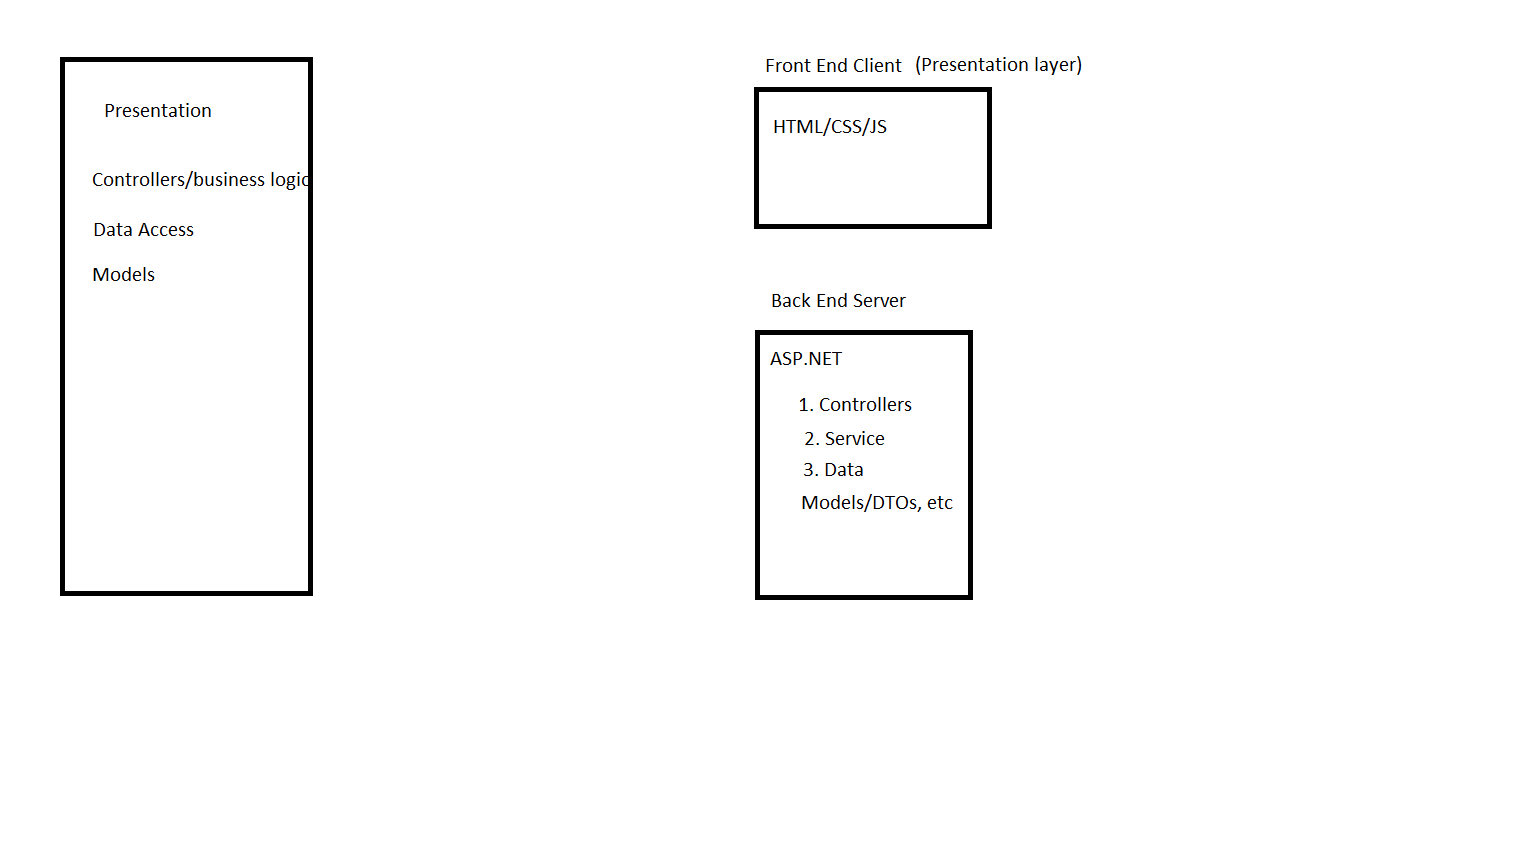 Presentation
Controllers/business logic
Data Access
Models
Front End Client (Presentation layer)
HTML/CSS/JS
Back End Server
ASP.NET
1. Controllers
2. Service
3. Data
Models/DTOs, etc